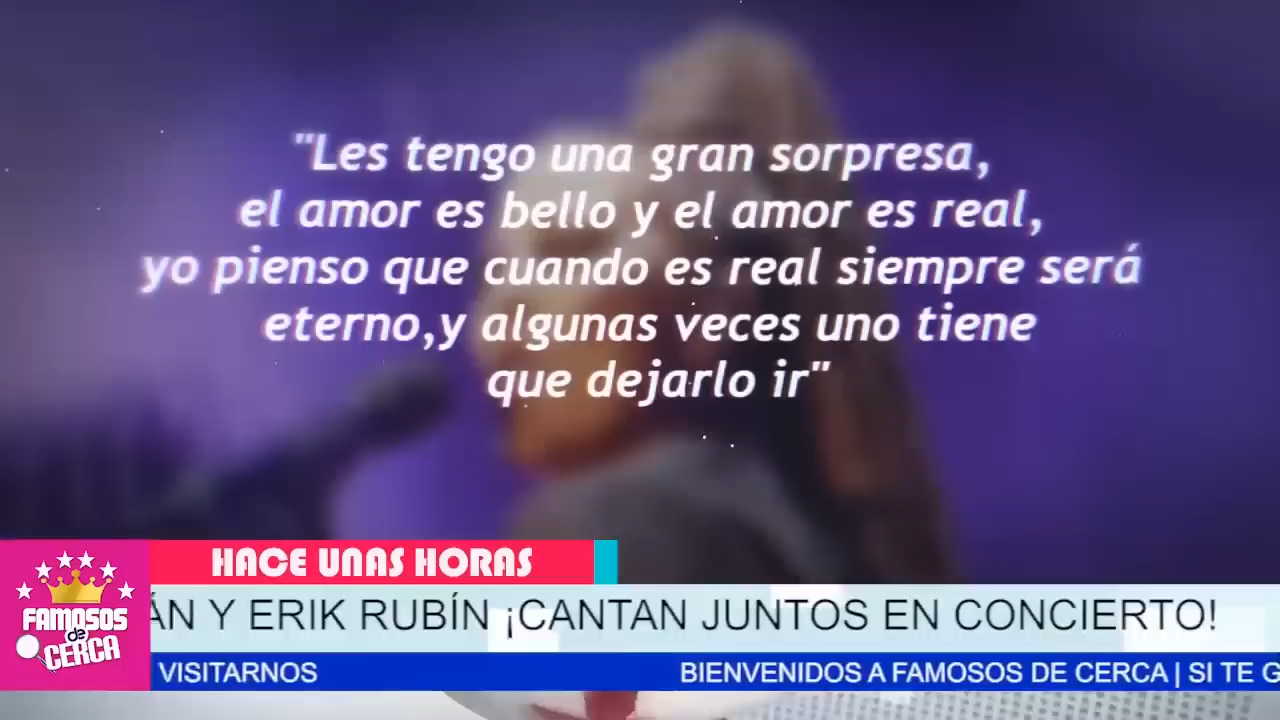 "Les tengo una gran sorpresa,
el amor es bello y el amor es real,
yo pienso que cuando es real siempre será
eterno,y algunas veces uno tiene
que dejarlo ir"
HACE UNAS HORAS
FAMOSOS
de
CERCA
ÁN Y ERIK RUBÍN ¡CANTAN JUNTOS EN CONCIERTO!
VISITARNOS BIENVENIDOS A FAMOSOS DE CERCA | SI TE G